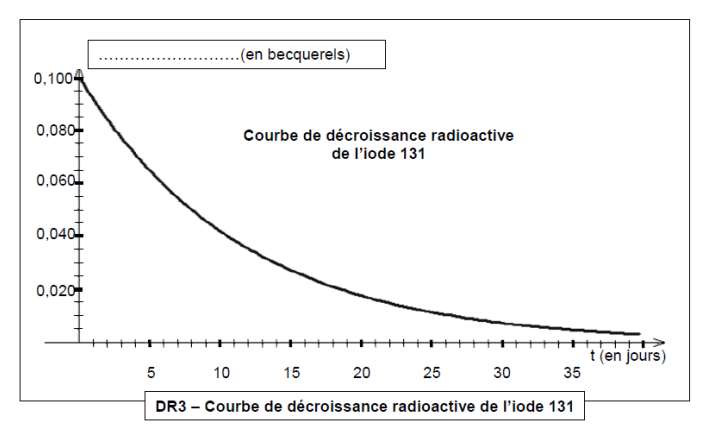 ……………………….(en becquerels)
0,100
0,080
Courbe de décroissance radioactive
de l'iode 131
0,060
0,040
0,020
t (en jours)
5 10 15 20 25 30 35
DR3 – Courbe de décroissance radioactive de l'iode 131